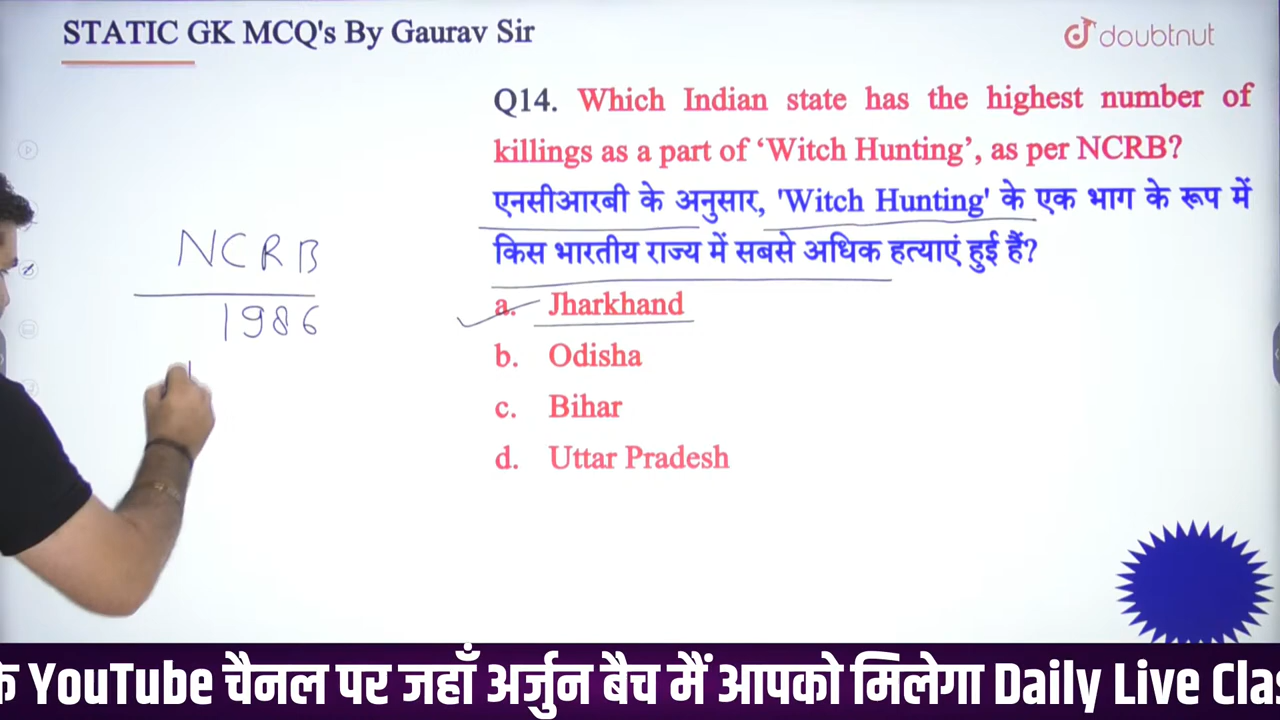 STATIC GK MCQ's By Gaurav Sir
doubtnut
Q14. Which Indian state has the highest number of
killings as a part of ‘Witch Hunting’, as per NCRB?
एनसीआरबी के अनुसार, 'Witch Hunting' के एक भाग के रूप में
किस भारतीय राज्य में सबसे अधिक हत्याएं हुई हैं?
a. Jharkhand
b. Odisha
c. Bihar
d. Uttar Pradesh
NCRB
1986
YouTube चैनल पर जहाँ अर्जुन बैच मैं आपको मिलेगा Daily Live